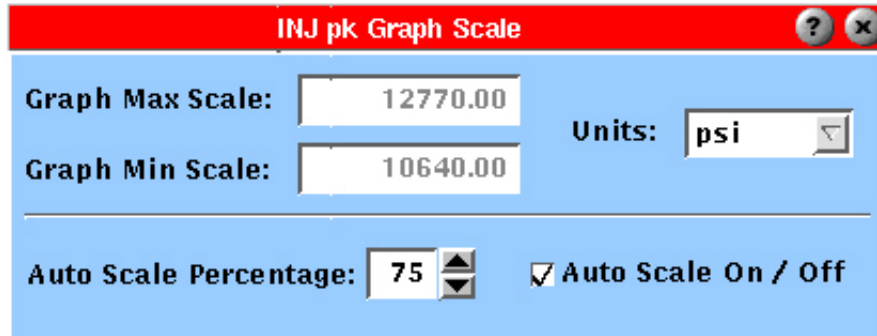 INJ pk Graph Scale ? x
Graph Max Scale: 12770.00
Units: psi
Graph Min Scale: 10640.00
Auto Scale Percentage: 75 Auto Scale On / Off